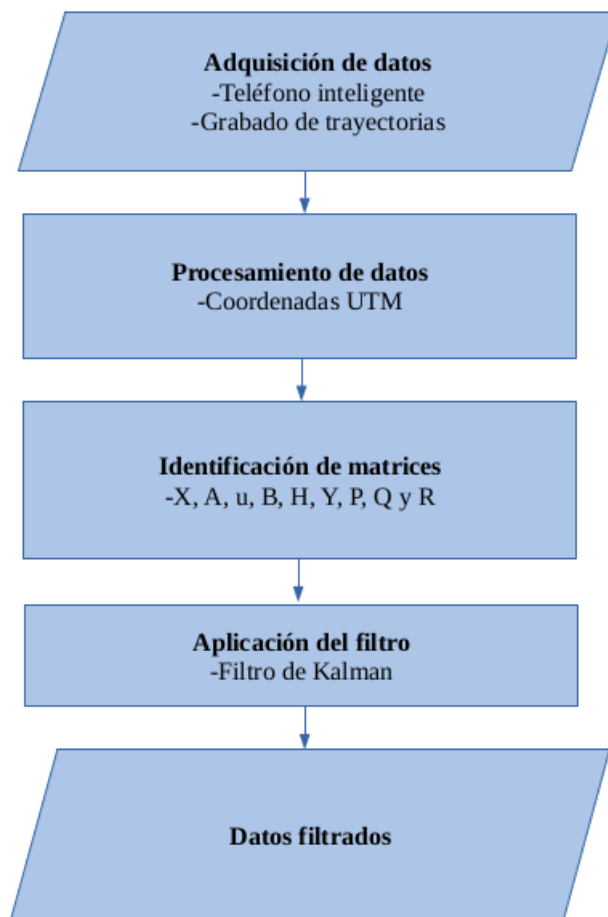 Adquisición de datos
-Teléfono inteligente
-Grabado de trayectorias
Procesamiento de datos
-Coordenadas UTM
Identificación de matrices
-X, A, u, B, H, Y, P, Q y R
Aplicación del filtro
-Filtro de Kalman
Datos filtrados